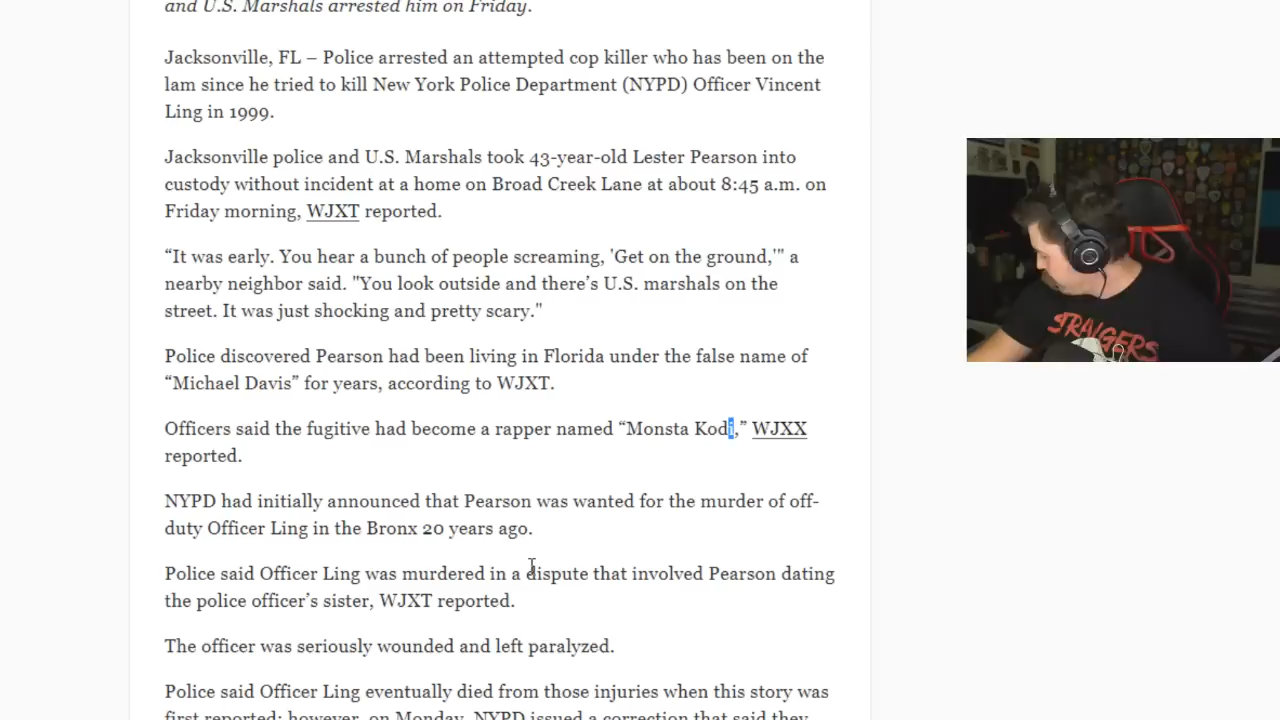 and U.S. Marshals arrested him on Friday.
Jacksonville, FL – Police arrested an attempted cop killer who has been on the
lam since he tried to kill New York Police Department (NYPD) Officer Vincent
Ling in 1999.
Jacksonville police and U.S. Marshals took 43-year-old Lester Pearson into
custody without incident at a home on Broad Creek Lane at about 8:45 a.m. on
Friday morning, WJXT reported.
“It was early. You hear a bunch of people screaming, 'Get on the ground,'" a
nearby neighbor said. "You look outside and there’s U.S. marshals on the
street. It was just shocking and pretty scary."
Police discovered Pearson had been living in Florida under the false name of
“Michael Davis” for years, according to WJXT.
Officers said the fugitive had become a rapper named “Monsta Kodi,” WJXX
reported.
NYPD had initially announced that Pearson was wanted for the murder of off-
duty Officer Ling in the Bronx 20 years ago.
Police said Officer Ling was murdered in a dispute that involved Pearson dating
the police officer’s sister, WJXT reported.
The officer was seriously wounded and left paralyzed.
Police said Officer Ling eventually died from those injuries when this story was
first reported; however, on Monday, NYPD issued a correction that said they